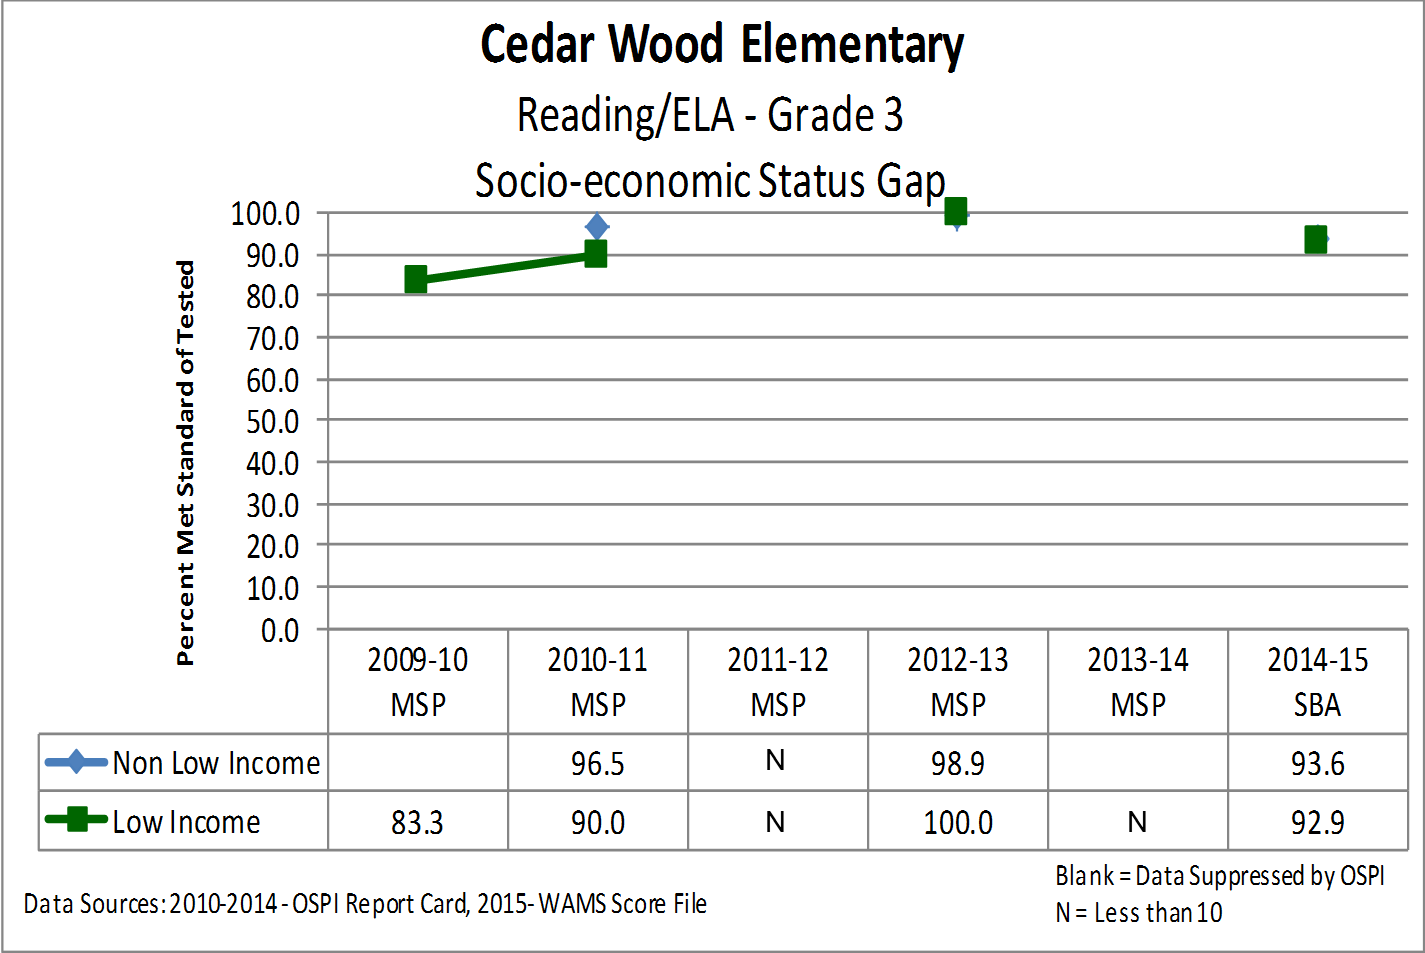 Cedar Wood Elementary
Reading/ELA - Grade 3
Socio-economic Status Gap
Percent Met Standard of Tested
100.0
90.0
80.0
70.0
60.0
50.0
40.0
30.0
20.0
10.0
0.0
2009-10 2010-11 2011-12 2012-13 2013-14 2014-15
MSP MSP MSP MSP MSP SBA
Non Low Income 96.5 N 98.9 93.6
Low Income 83.3 90.0 N 100.0 N 92.9
Data Sources: 2010-2014 - OSPI Report Card, 2015- WAMS Score File
Blank = Data Suppressed by OSPI
N = Less than 10